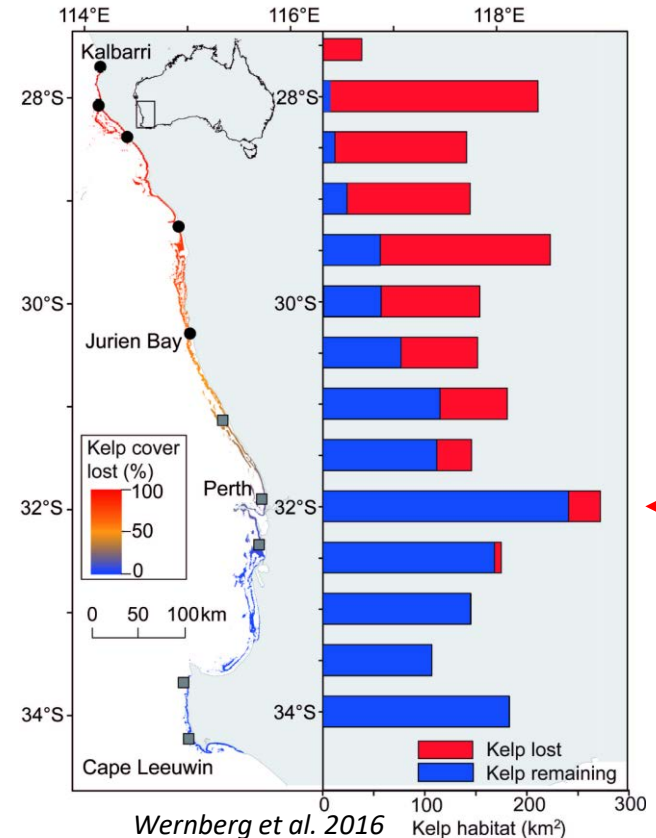 114°E
116°E
118°E
Kalbarri
28°S
28°S
30°S
30°S
Jurien Bay
Kelp cover
lost (%)
100
50
0
Perth
32°S
32°S
0 50 100km
34°S
34°S
Cape Leeuwin
Kelp lost
Kelp remaining
0 100 200 300
Wernberg et al. 2016
Kelp habitat (km²)